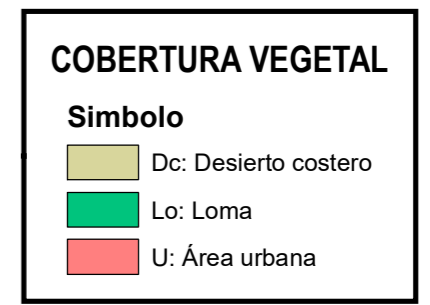 COBERTURA VEGETAL
Simbolo
Dc: Desierto costero
Lo: Loma
U: Área urbana